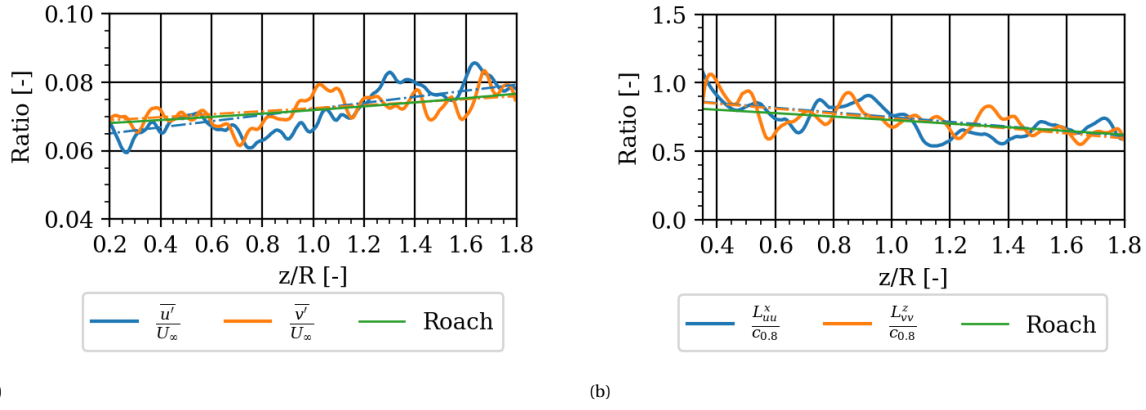 0.10
0.08
0.06
0.04
Ratio [-]
0.2 0.4 0.6 0.8 1.0 1.2 1.4 1.6 1.8
z/R [-]
u' / U∞ v' / U∞ Roach
)
1.5
1.0
0.5
0.0
Ratio [-]
0.4 0.6 0.8 1.0 1.2 1.4 1.6 1.8
z/R [-]
L^x_uu / c_0.8 L^z_vv / c_0.8 Roach
(b)